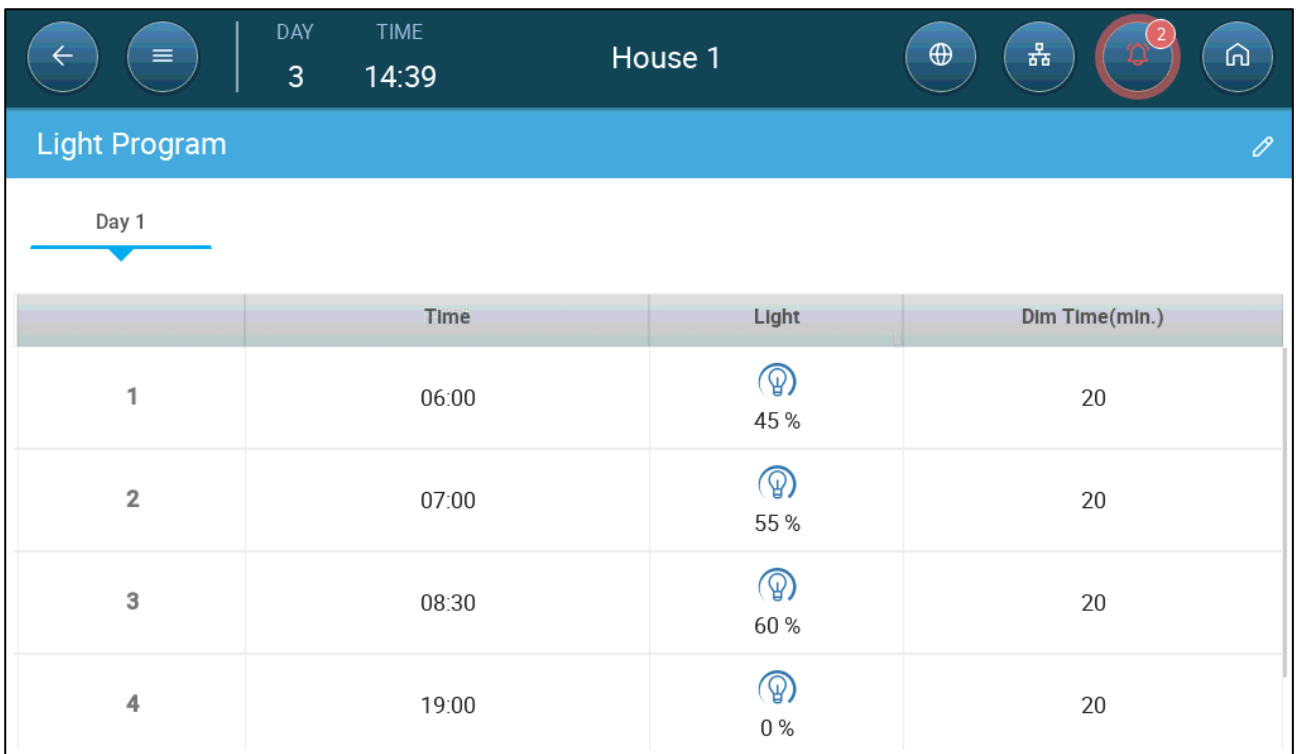 DAY TIME
3 14:39
House 1
2
Light Program
Day 1
Time Light Dim Time(min.)
1 06:00 45 % 20
2 07:00 55 % 20
3 08:30 60 % 20
4 19:00 0 % 20